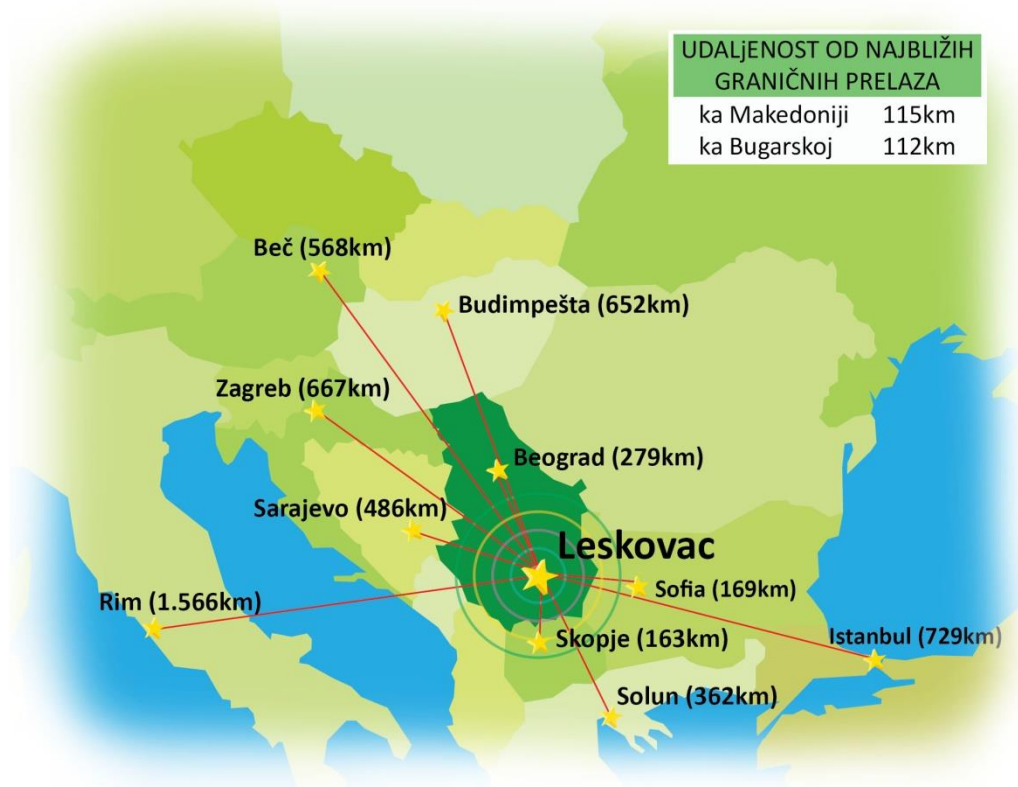 UDALjENOST OD NAJBLIŽIH
GRANIČNIH PRELAZA
ka Makedoniji 115km
ka Bugarskoj 112km
Beč (568km)
Budimpešta (652km)
Zagreb (667km)
Beograd (279km)
Sarajevo (486km)
Leskovac
Sofia (169km)
Rim (1.566km)
Skopje (163km)
Istanbul (729km)
Solun (362km)